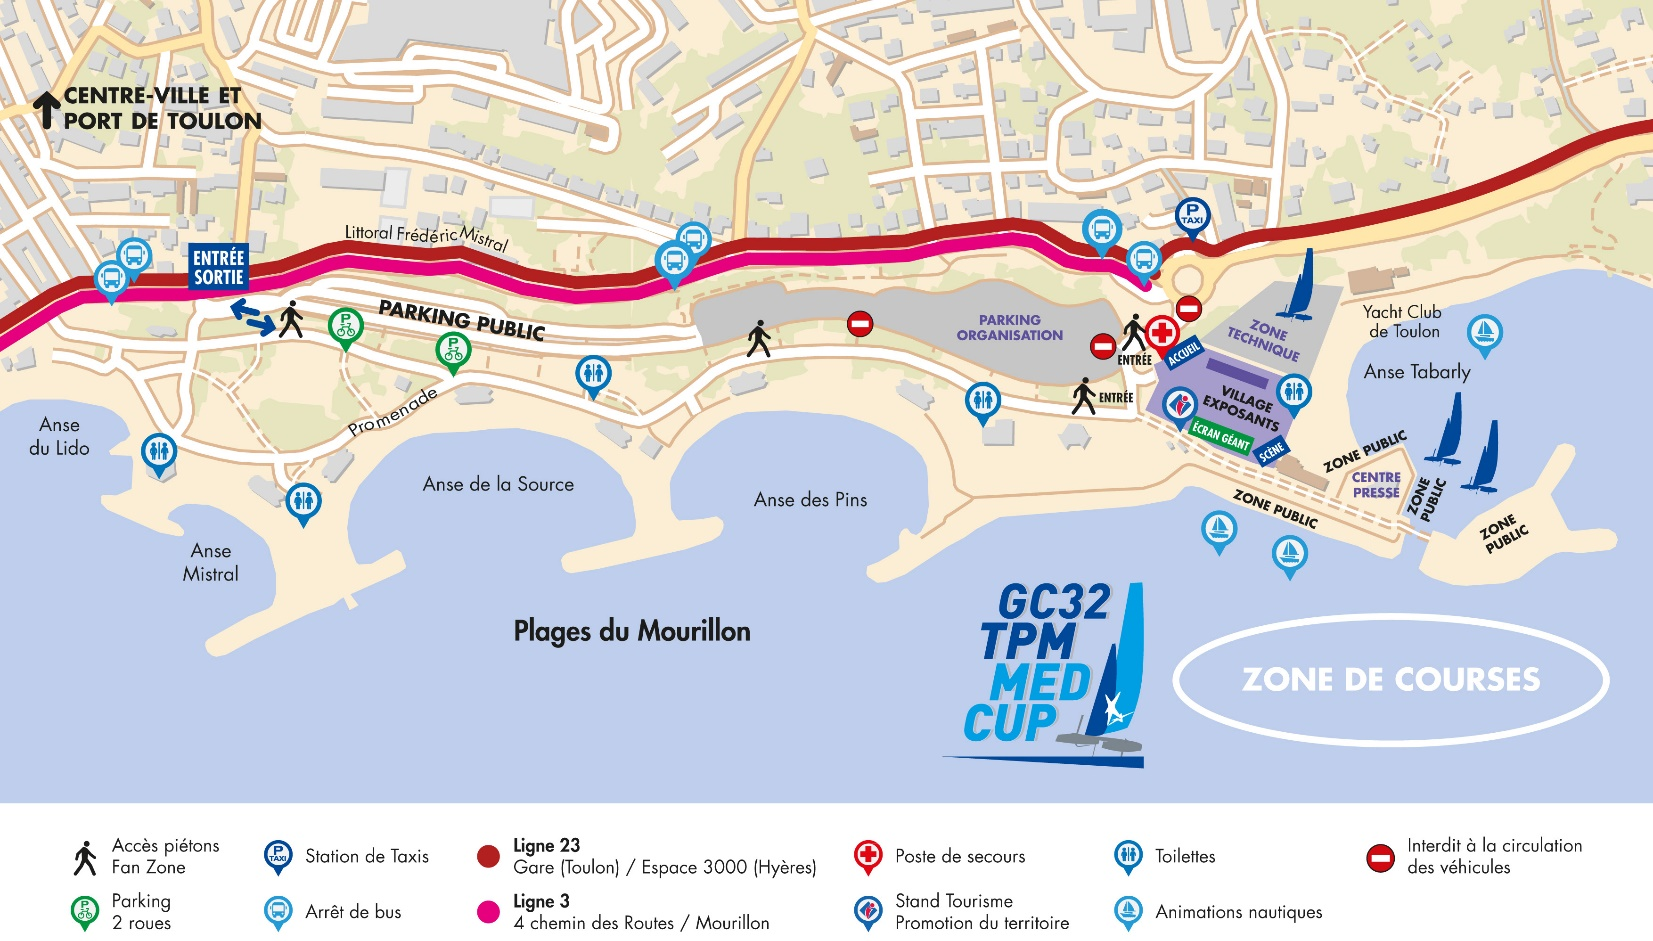 CENTRE-VILLE ET
PORT DE TOULON
ENTRÉE
SORTIE
Littoral Frédéric Mistral
P
TAXI
PARKING PUBLIC
P
P
PARKING
ORGANISATION
ENTRÉE
ENTRÉE
ACCUEIL
ZONE
TECHNIQUE
VILLAGE
EXPOSANTS
ÉCRAN GÉANT
SCÈNE
Yacht Club
de Toulon
Anse Tabarly
Promenade
Anse
du Lido
Anse de la Source
Anse des Pins
Anse
Mistral
ZONE PUBLIC
CENTRE
PRESSE
ZONE
PUBLIC
ZONE PUBLIC
ZONE
PUBLIC
Plages du Mourillon
GC32
TPM
MED
CUP
ZONE DE COURSES
Accès piétons
Fan Zone
P
TAXI
Station de Taxis
Ligne 23
Gare (Toulon) / Espace 3000 (Hyères)
Poste de secours
Toilettes
Interdit à la circulation
des véhicules
P
Parking
2 roues
Arrêt de bus
Ligne 3
4 chemin des Routes / Mourillon
Stand Tourisme
Promotion du territoire
Animations nautiques